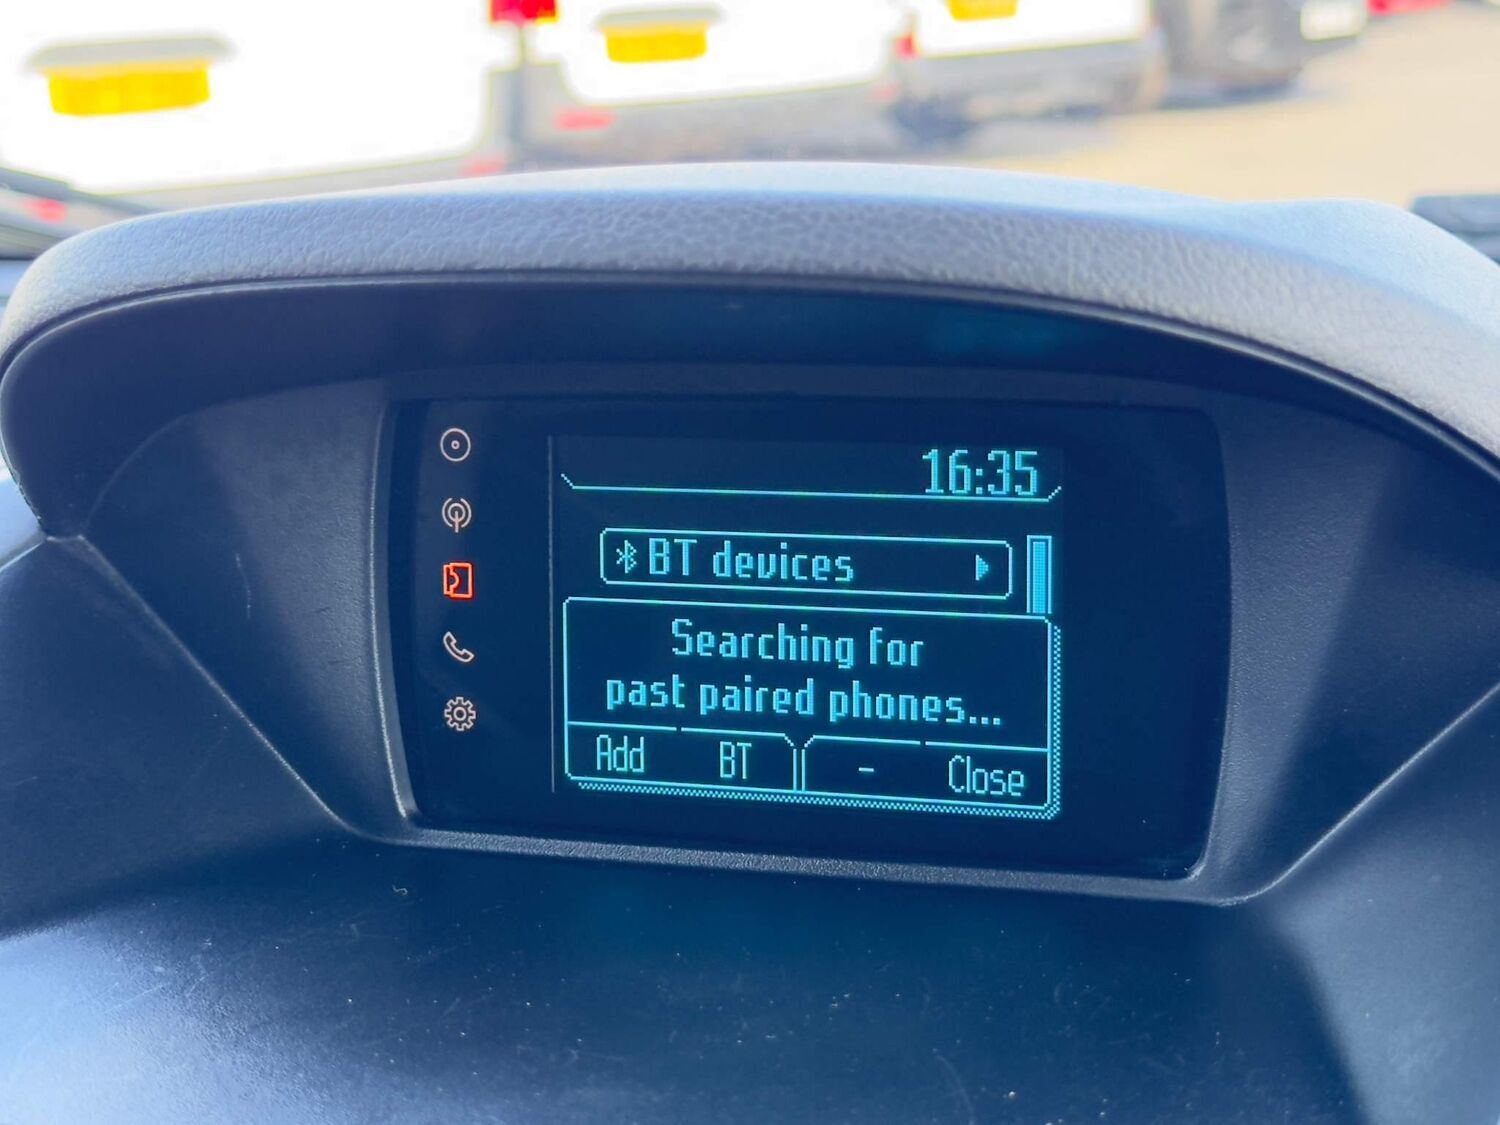 16:35
BT devices
Searching for
past paired phones...
Add BT - Close